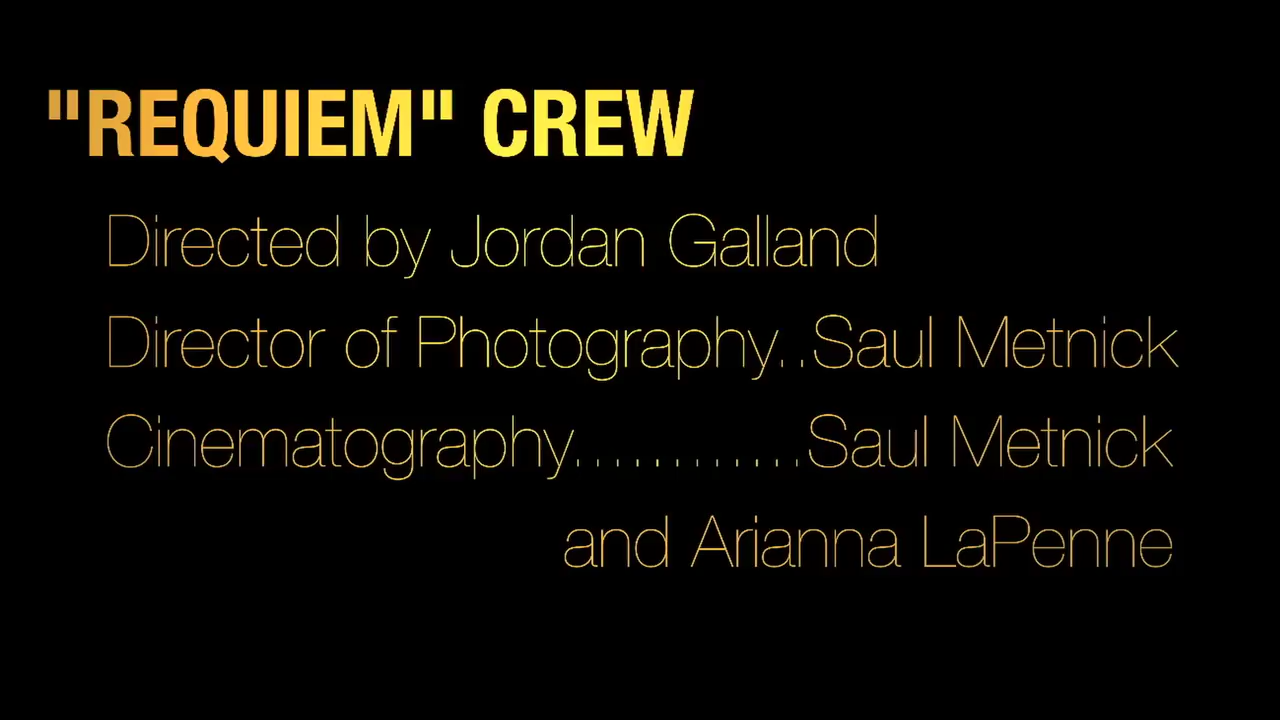 "REQUIEM" CREW
Directed by Jordan Galland
Director of Photography..Saul Metnick
Cinematography............Saul Metnick
and Arianna LaPenne